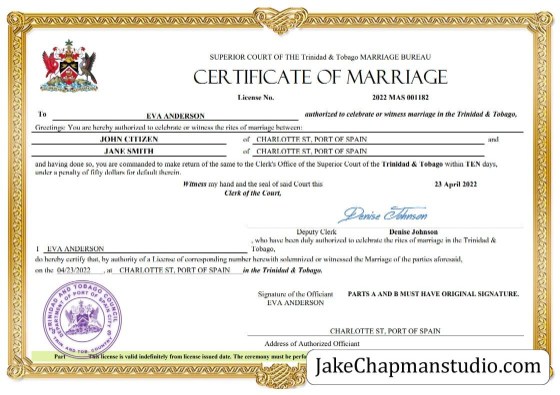 SUPERIOR COURT OF THE Trinidad & Tobago MARRIAGE BUREAU
CERTIFICATE OF MARRIAGE
License No. 2022 MAS 001182
To EVA ANDERSON authorized to celebrate or witness marriage in the Trinidad & Tobago,
Greetings: You are hereby authorized to celebrate or witness the rites of marriage between:
JOHN CITIZEN of CHARLOTTE ST, PORT OF SPAIN and
JANE SMITH of CHARLOTTE ST, PORT OF SPAIN
and having done so, you are commanded to make return of the same to the Clerk's Office of the Superior Court of the Trinidad & Tobago within TEN days,
under a penalty of fifty dollars for default therein.
Witness my hand and the seal of said Court this 23 April 2022
Clerk of the Court.
Denise Johnson
Deputy Clerk Denise Johnson
, who have been duly authorized to celebrate the rites of marriage in the Trinidad &
I EVA ANDERSON Tobago,
do hereby certify that, by authority of a License of corresponding number herewith solemnized or witnessed the Marriage of the parties aforesaid,
on the 04/23/2022 , at CHARLOTTE ST, PORT OF SPAIN in the Trinidad & Tobago.
TRINIDAD AND TOBAGO COUNCIL
Signature of the Officiant PARTS A AND B MUST HAVE ORIGINAL SIGNATURE.
EVA ANDERSON
CHARLOTTE ST, PORT OF SPAIN
Address of Authorized Officiant
Part This license is valid indefinitely from license issued date. The ceremony must be
JakeChapmanstudio.com